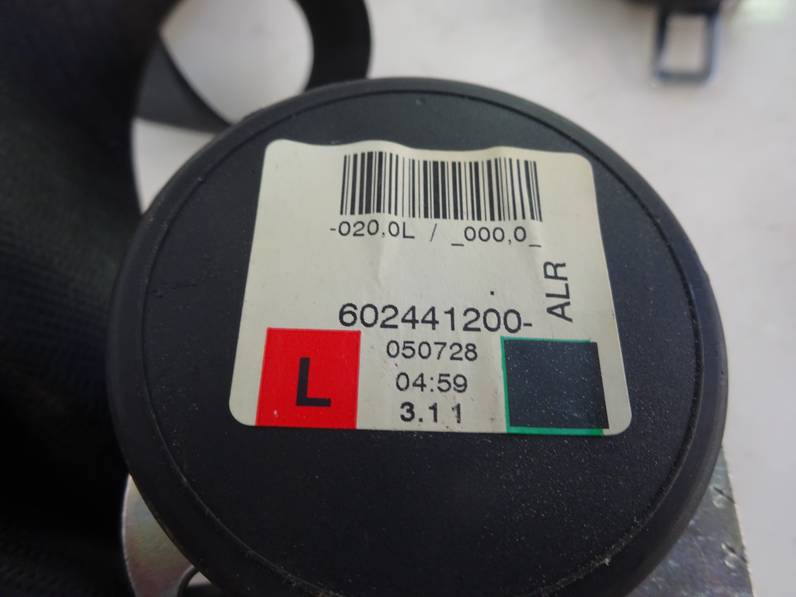 -020,0L / _000,0_
ALR
602441200-
050728
L
04:59
3.11